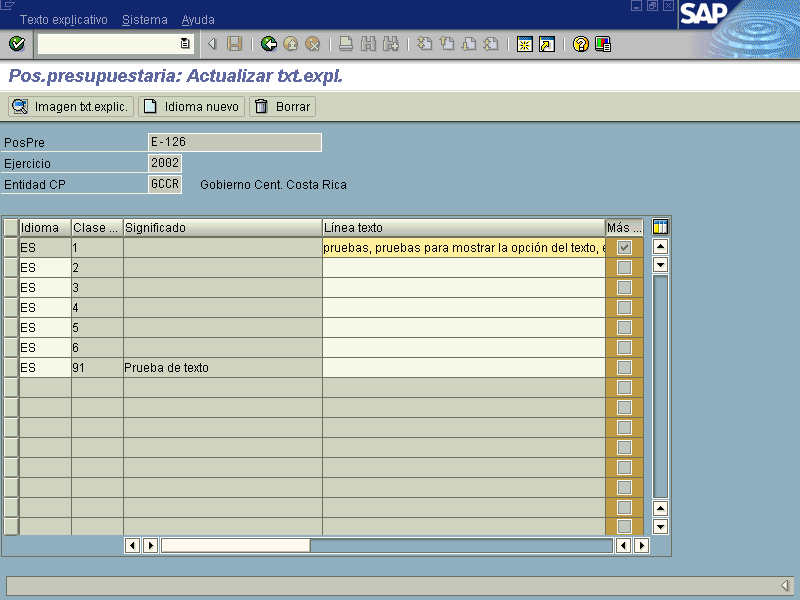 Texto explicativo Sistema Ayuda
SAP
Pos.presupuestaria: Actualizar txt.expl.
Imagen txt.explic. Idioma nuevo Borrar
PosPre E-126
Ejercicio 2002
Entidad CP GCCR Gobierno Cent. Costa Rica
Idioma Clase ... Significado Línea texto Más ...
ES 1 pruebas, pruebas para mostrar la opción del texto,
ES 2
ES 3
ES 4
ES 5
ES 6
ES 91 Prueba de texto